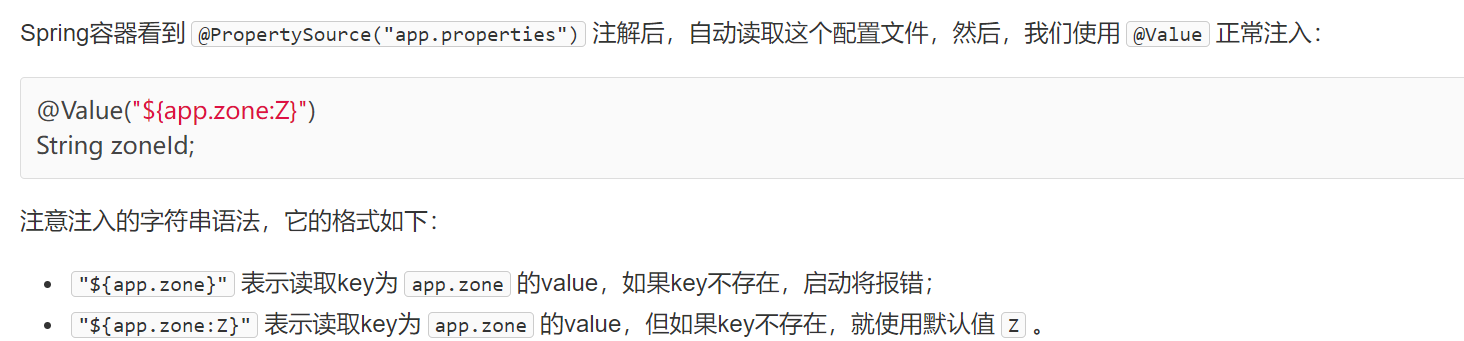 Spring容器看到 @PropertySource("app.properties") 注解后，自动读取这个配置文件，然后，我们使用 @Value 正常注入：
@Value("${app.zone:Z}")
String zoneId;
注意注入的字符串语法，它的格式如下：
• "${app.zone}" 表示读取key为 app.zone 的value，如果key不存在，启动将报错；
• "${app.zone:Z}" 表示读取key为 app.zone 的value，但如果key不存在，就使用默认值 Z 。